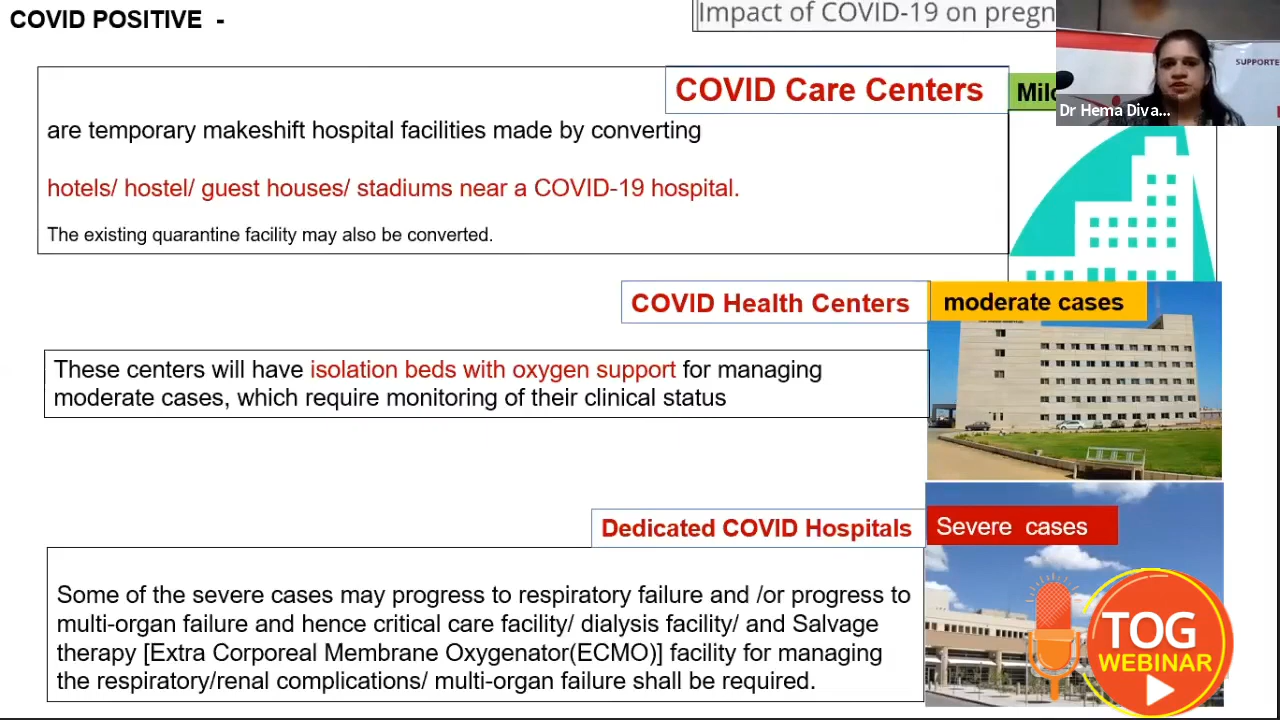 COVID POSITIVE -
Impact of COVID-19 on pregn
SUPPORTE
Dr Hema Diva...
COVID Care Centers
are temporary makeshift hospital facilities made by converting
hotels/ hostel/ guest houses/ stadiums near a COVID-19 hospital.
The existing quarantine facility may also be converted.
COVID Health Centers
moderate cases
These centers will have isolation beds with oxygen support for managing
moderate cases, which require monitoring of their clinical status
Dedicated COVID Hospitals
Severe cases
Some of the severe cases may progress to respiratory failure and /or progress to
multi-organ failure and hence critical care facility/ dialysis facility/ and Salvage
therapy [Extra Corporeal Membrane Oxygenator(ECMO)] facility for managing
the respiratory/renal complications/ multi-organ failure shall be required.
TOG
WEBINAR